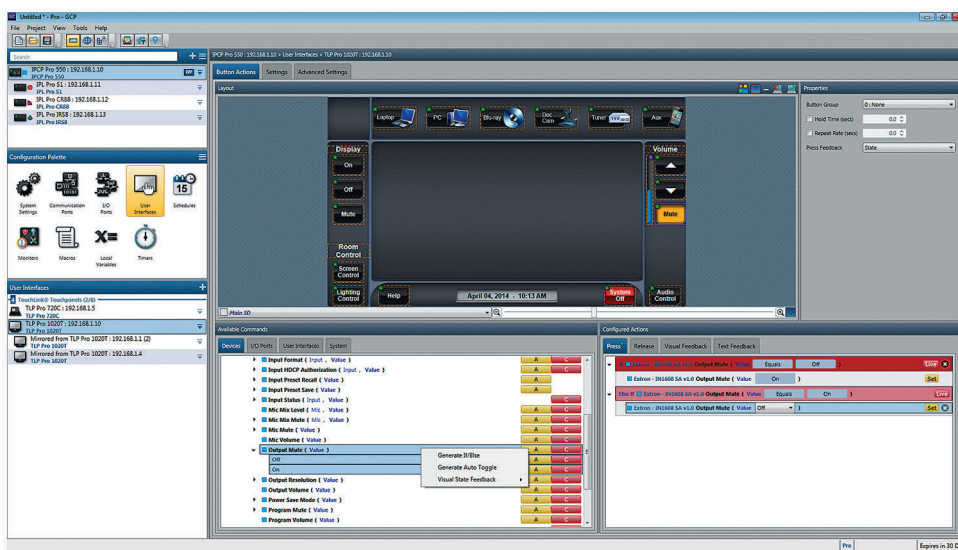 Untitled * - Pro - GCP
File Project View Tools Help
Search
IPCP Pro 550 : 192.168.1.10
IPCP Pro 550
IPL Pro S1 : 192.168.1.11
IPL Pro S1
IPL Pro CR88 : 192.168.1.12
IPL Pro CR88
IPL Pro IRS8 : 192.168.1.13
IPL Pro IRS8
Configuration Palette
System Settings
Communication Ports
I/O Ports
User Interfaces
15
Schedules
Monitors
Macros
X=
Local Variables
Timers
User Interfaces
TouchLink® Touchpanels (2/8)
TLP Pro 720C : 192.168.1.5
TLP Pro 720C
TLP Pro 1020T : 192.168.1.10
TLP Pro 1020T
Mirrored from TLP Pro 1020T : 192.168.1.1 (2)
TLP Pro 1020T
Mirrored from TLP Pro 1020T : 192.168.1.4
TLP Pro 1020T
IPCP Pro 550 : 192.168.1.10 > User Interfaces > TLP Pro 1020T : 192.168.1.10
Button Actions Settings Advanced Settings
Layout
Laptop PC Blu-ray Doc Cam Tuner Aux
Display
On
Off
Mute
Room Control
Screen Control
Lighting Control
Help
April 04, 2014 - 10:13 AM
System Off
Volume
Mute
Audio Control
Main SD
Properties
Button Group 0 : None
Hold Time (secs) 0.0
Repeat Rate (secs) 0.0
Press Feedback State
Available Commands
Devices I/O Ports User Interfaces System
Input Format ( Input , Value ) A C
Input HDCP Authorization ( Input , Value ) A C
Input Preset Recall ( Value ) A
Input Preset Save ( Value ) A
Input Status ( Input , Value ) C
Mic Mix Level ( Mic , Value ) A C
Mic Mix Mute ( Mic , Value ) A C
Mic Mute ( Value ) A C
Mic Volume ( Value ) A C
Output Mute ( Value ) A C
Off A C
On A C
Output Resolution ( Value ) A C
Output Volume ( Value ) A C
Power Save Mode ( Value ) A C
Program Mute ( Value ) A C
Program Volume ( Value ) A C
Generate If/Else
Generate Auto Toggle
Visual State Feedback
Configured Actions
Press Release Visual Feedback Text Feedback
Extron - IN1608 SA v1.0 Output Mute ( Value Equals Off ) Live
Extron - IN1608 SA v1.0 Output Mute ( Value On ) Set
Else If Extron - IN1608 SA v1.0 Output Mute ( Value Equals On ) Live
Extron - IN1608 SA v1.0 Output Mute ( Value Off ) Set
Pro
Expires in 30 D